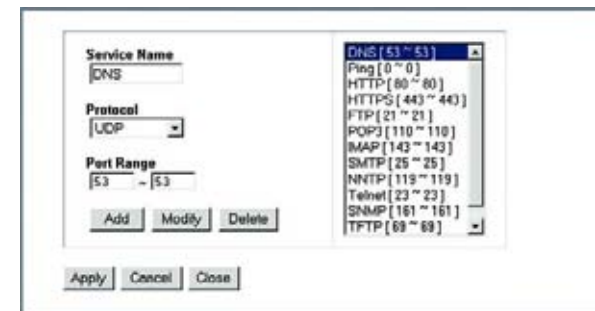 Service Name
DNS
Protocol
UDP
Port Range
53 ~ 53
Add Modify Delete
DNS [ 53 ~ 53 ]
Ping [ 0 ~ 0 ]
HTTP [ 80 ~ 80 ]
HTTPS [ 443 ~ 443 ]
FTP [ 21 ~ 21 ]
POP3 [ 110 ~ 110 ]
IMAP [ 143 ~ 143 ]
SMTP [ 25 ~ 25 ]
NNTP [ 119 ~ 119 ]
Telnet [ 23 ~ 23 ]
SNMP [ 161 ~ 161 ]
TFTP [ 69 ~ 69 ]
Apply Cancel Close